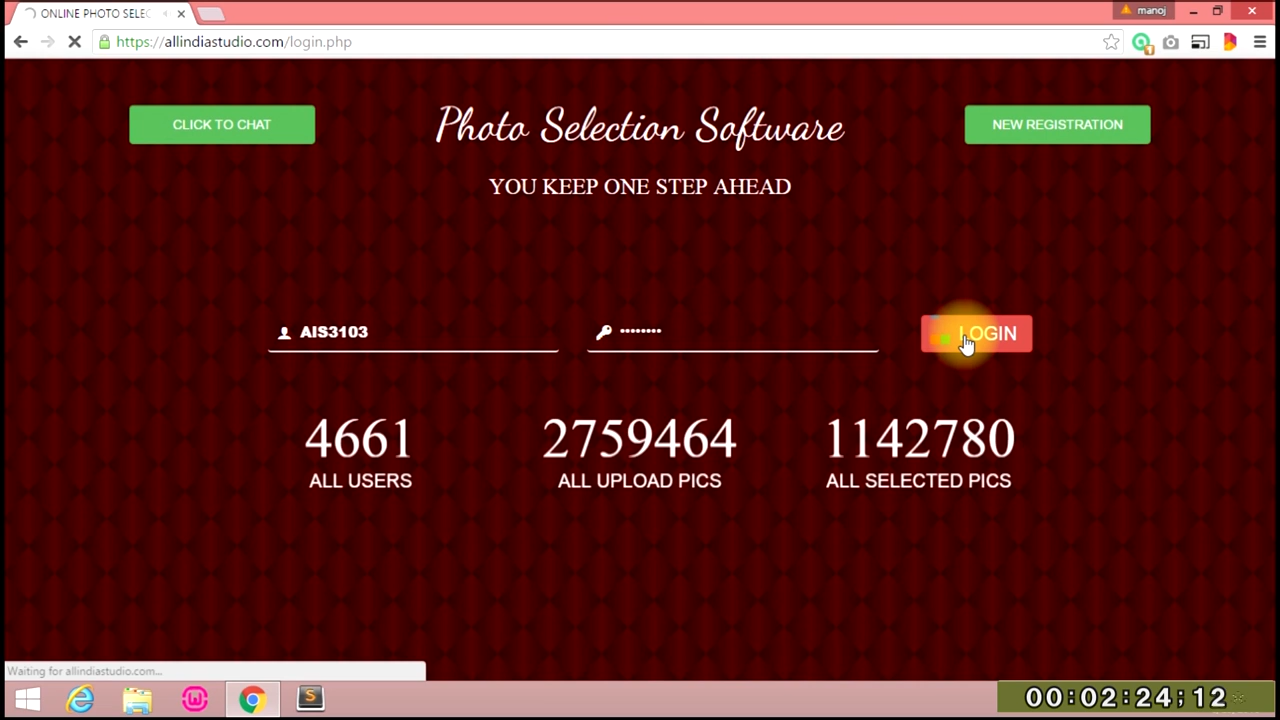 ONLINE PHOTO SELEC
manoj
https://allindiastudio.com/login.php
CLICK TO CHAT
Photo Selection Software
NEW REGISTRATION
YOU KEEP ONE STEP AHEAD
AIS3103
••••••••
LOGIN
4661
2759464
1142780
ALL USERS
ALL UPLOAD PICS
ALL SELECTED PICS
Waiting for allindiastudio.com...
00:02:24;12